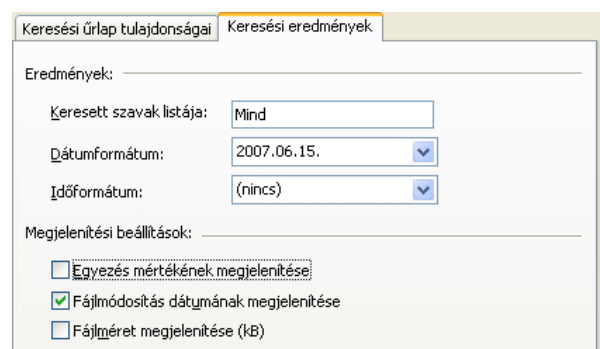 Keresési űrlap tulajdonságai Keresési eredmények
Eredmények:
Keresett szavak listája: Mind
Dátumformátum: 2007.06.15.
Időformátum: (nincs)
Megjelenítési beállítások:
Egyezés mértékének megjelenítése
Fájlmódosítás dátumának megjelenítése
Fájlméret megjelenítése (kB)